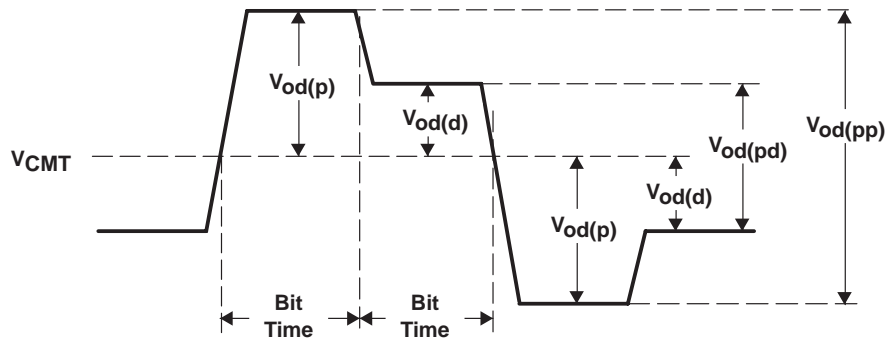 Vod(p)
Vod(d)
Vod(pp)
Vod(pd)
VCMT
Vod(d)
Vod(p)
Bit
Time
Bit
Time